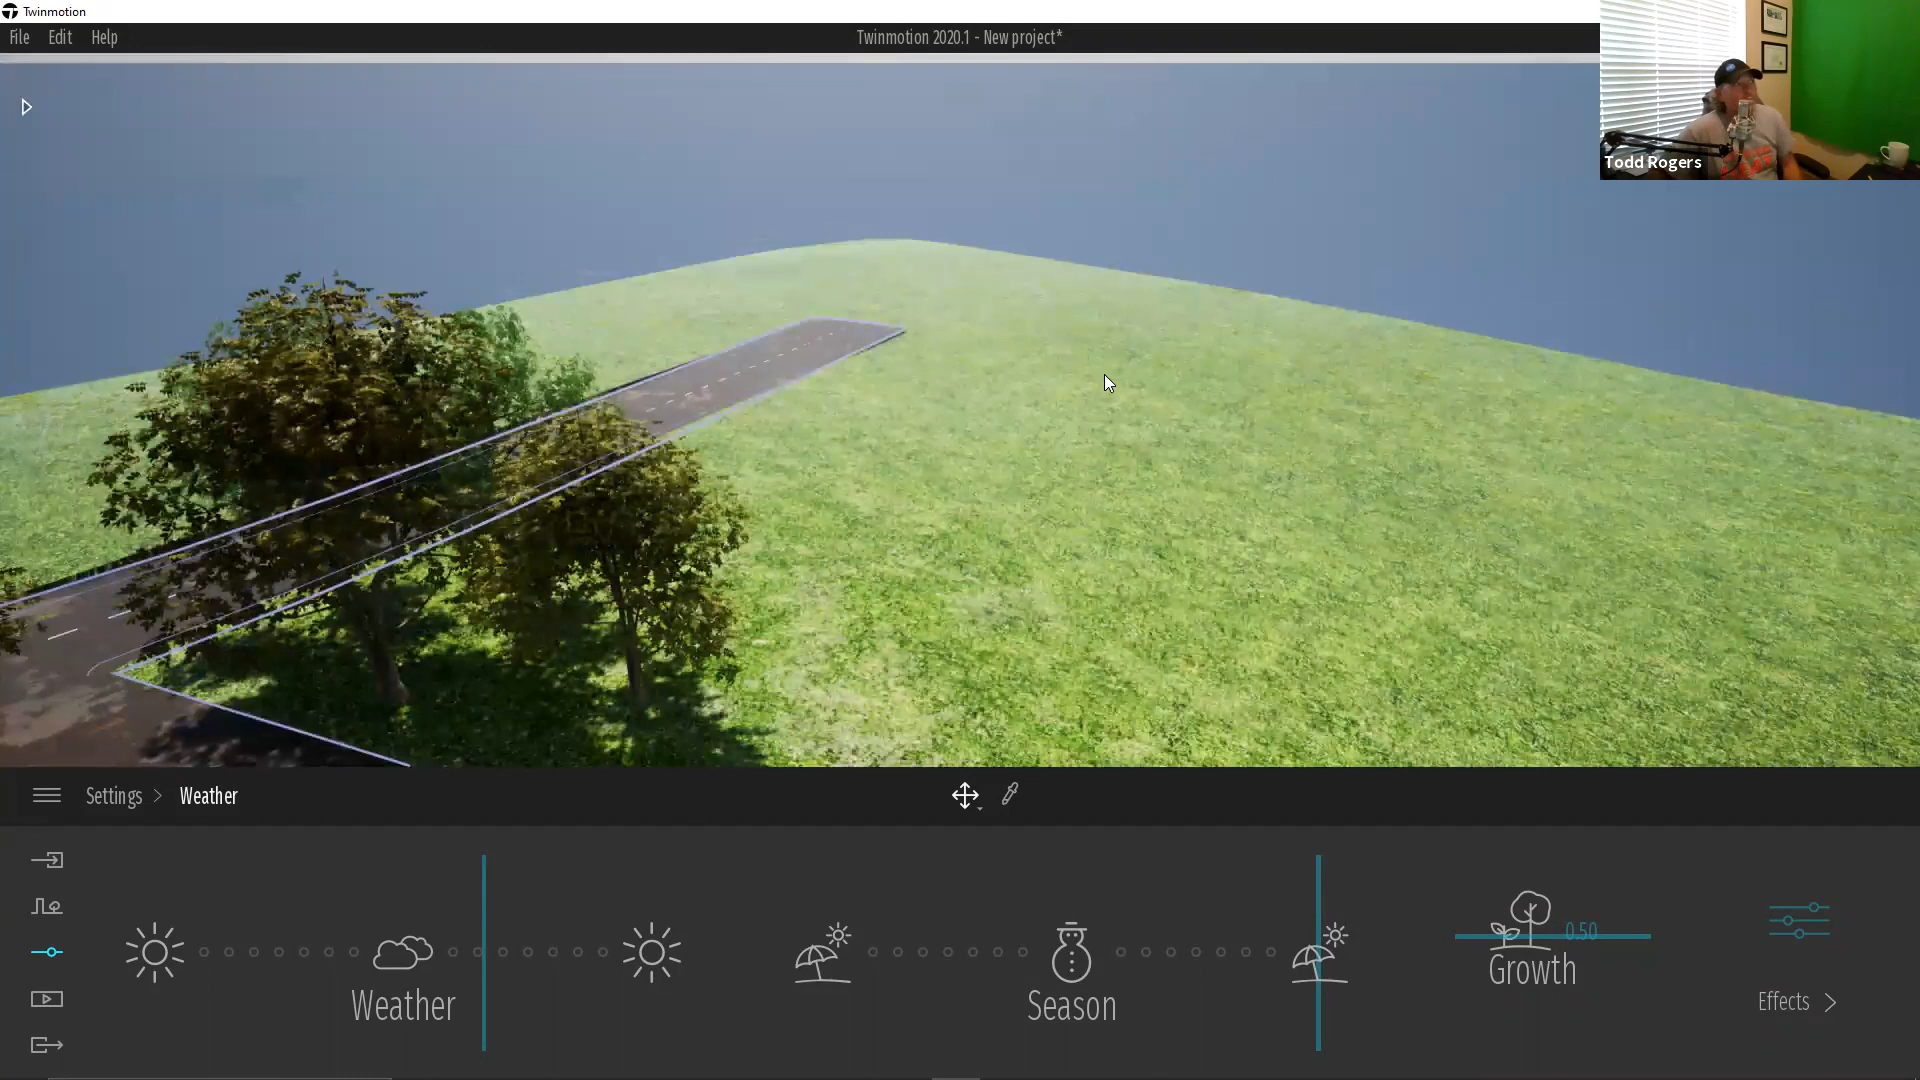 Twinmotion
File Edit Help
Twinmotion 2020.1 - New project*
Todd Rogers
Settings > Weather
Weather
Season
0.50
Growth
Effects >